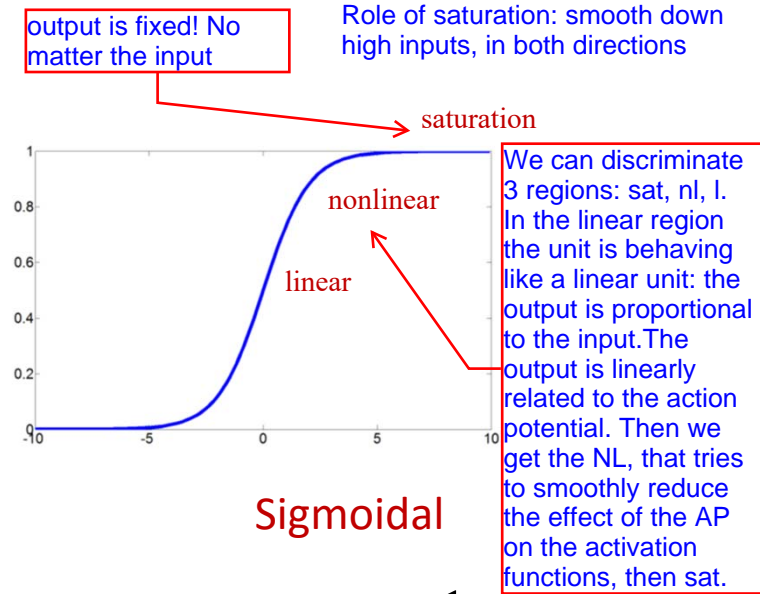 output is fixed! No
matter the input
Role of saturation: smooth down
high inputs, in both directions
saturation
nonlinear
linear
1
0.8
0.6
0.4
0.2
0
-10
-5
0
5
10
Sigmoidal
We can discriminate
3 regions: sat, nl, l.
In the linear region
the unit is behaving
like a linear unit: the
output is proportional
to the input.The
output is linearly
related to the action
potential. Then we
get the NL, that tries
to smoothly reduce
the effect of the AP
on the activation
functions, then sat.